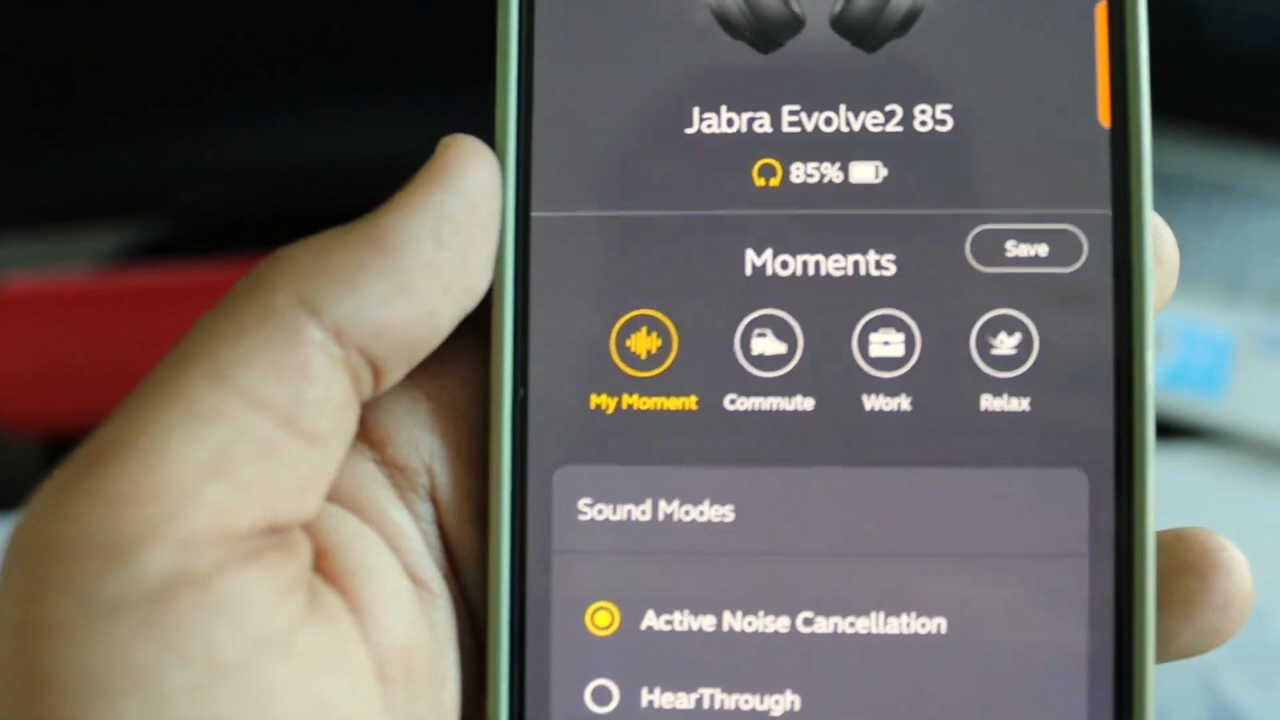 Jabra Evolve2 85
85%
Moments
Save
My Moment
Commute
Work
Relax
Sound Modes
Active Noise Cancellation
HearThrough